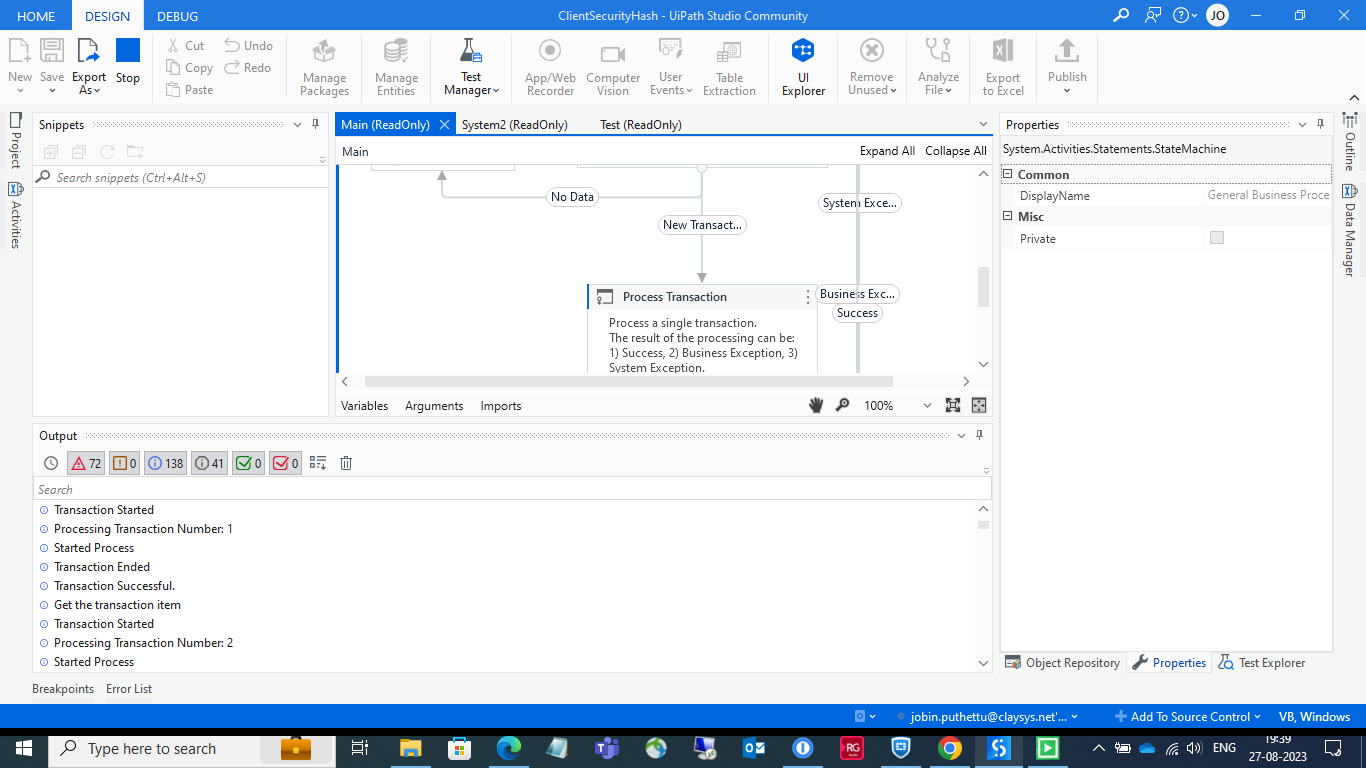 HOME
DESIGN
DEBUG
ClientSecurityHash - UiPath Studio Community
JO
New
Save
Export As
Stop
Cut
Copy
Paste
Undo
Redo
Manage Packages
Manage Entities
Test Manager
App/Web Recorder
Computer Vision
User Events
Table Extraction
UI Explorer
Remove Unused
Analyze File
Export to Excel
Publish
Project
Activities
Snippets
Search snippets (Ctrl+Alt+S)
Main (ReadOnly)
System2 (ReadOnly)
Test (ReadOnly)
Main
Expand All
Collapse All
No Data
System Exce...
New Transact...
Process Transaction
Business Exc...
Success
Process a single transaction.
The result of the processing can be:
1) Success, 2) Business Exception, 3)
System Exception.
Variables
Arguments
Imports
100%
Properties
System.Activities.Statements.StateMachine
Common
DisplayName
General Business Proce
Misc
Private
Outline
Data Manager
Output
72
0
138
41
0
0
Search
Transaction Started
Processing Transaction Number: 1
Started Process
Transaction Ended
Transaction Successful.
Get the transaction item
Transaction Started
Processing Transaction Number: 2
Started Process
Object Repository
Properties
Test Explorer
Breakpoints
Error List
jobin.puthettu@claysys.net'...
Add To Source Control
VB, Windows
Type here to search
RG
ENG
19:39
27-08-2023